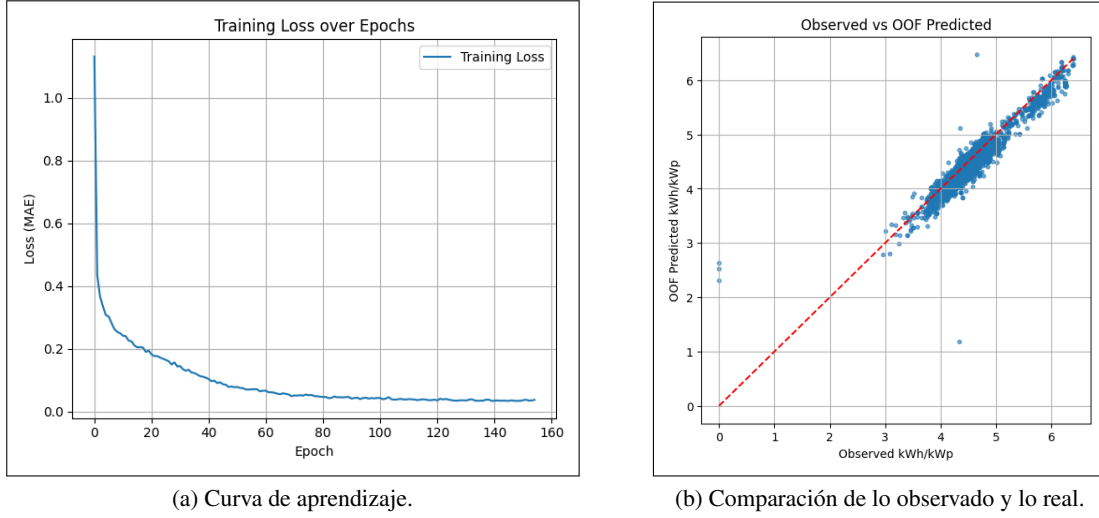 Training Loss over Epochs
Training Loss
Loss (MAE)
1.0
0.8
0.6
0.4
0.2
0.0
0 20 40 60 80 100 120 140 160
Epoch
(a) Curva de aprendizaje.
Observed vs OOF Predicted
OOF Predicted kWh/kWp
6
5
4
3
2
1
0
0 1 2 3 4 5 6
Observed kWh/kWp
(b) Comparación de lo observado y lo real.